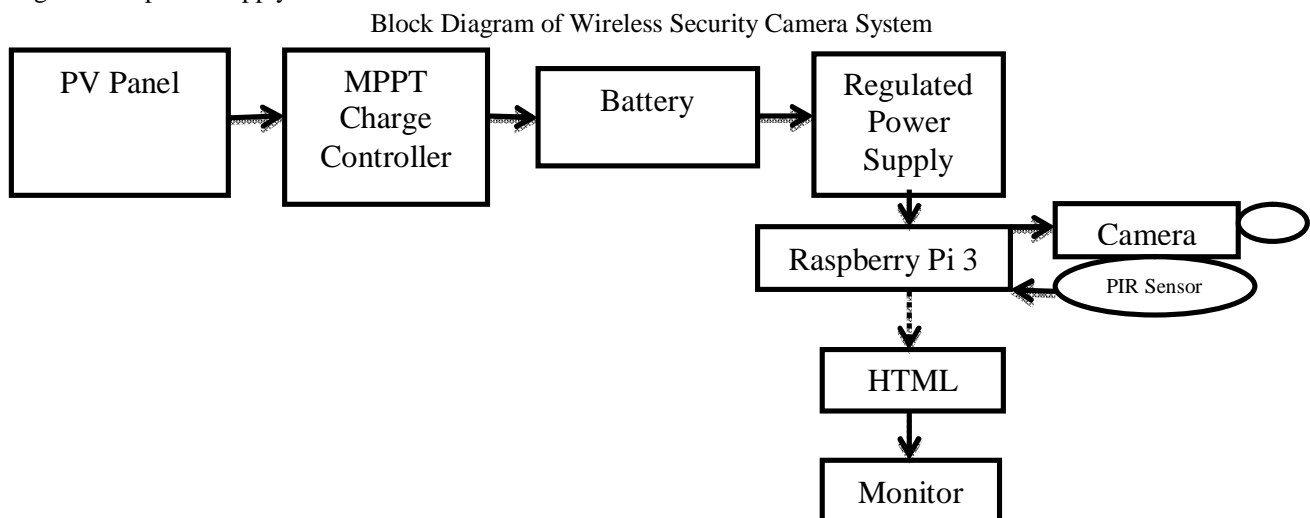 Block Diagram of Wireless Security Camera System
PV Panel
MPPT
Charge
Controller
Battery
Regulated
Power
Supply
Camera
Raspberry Pi 3
PIR Sensor
HTML
Monitor